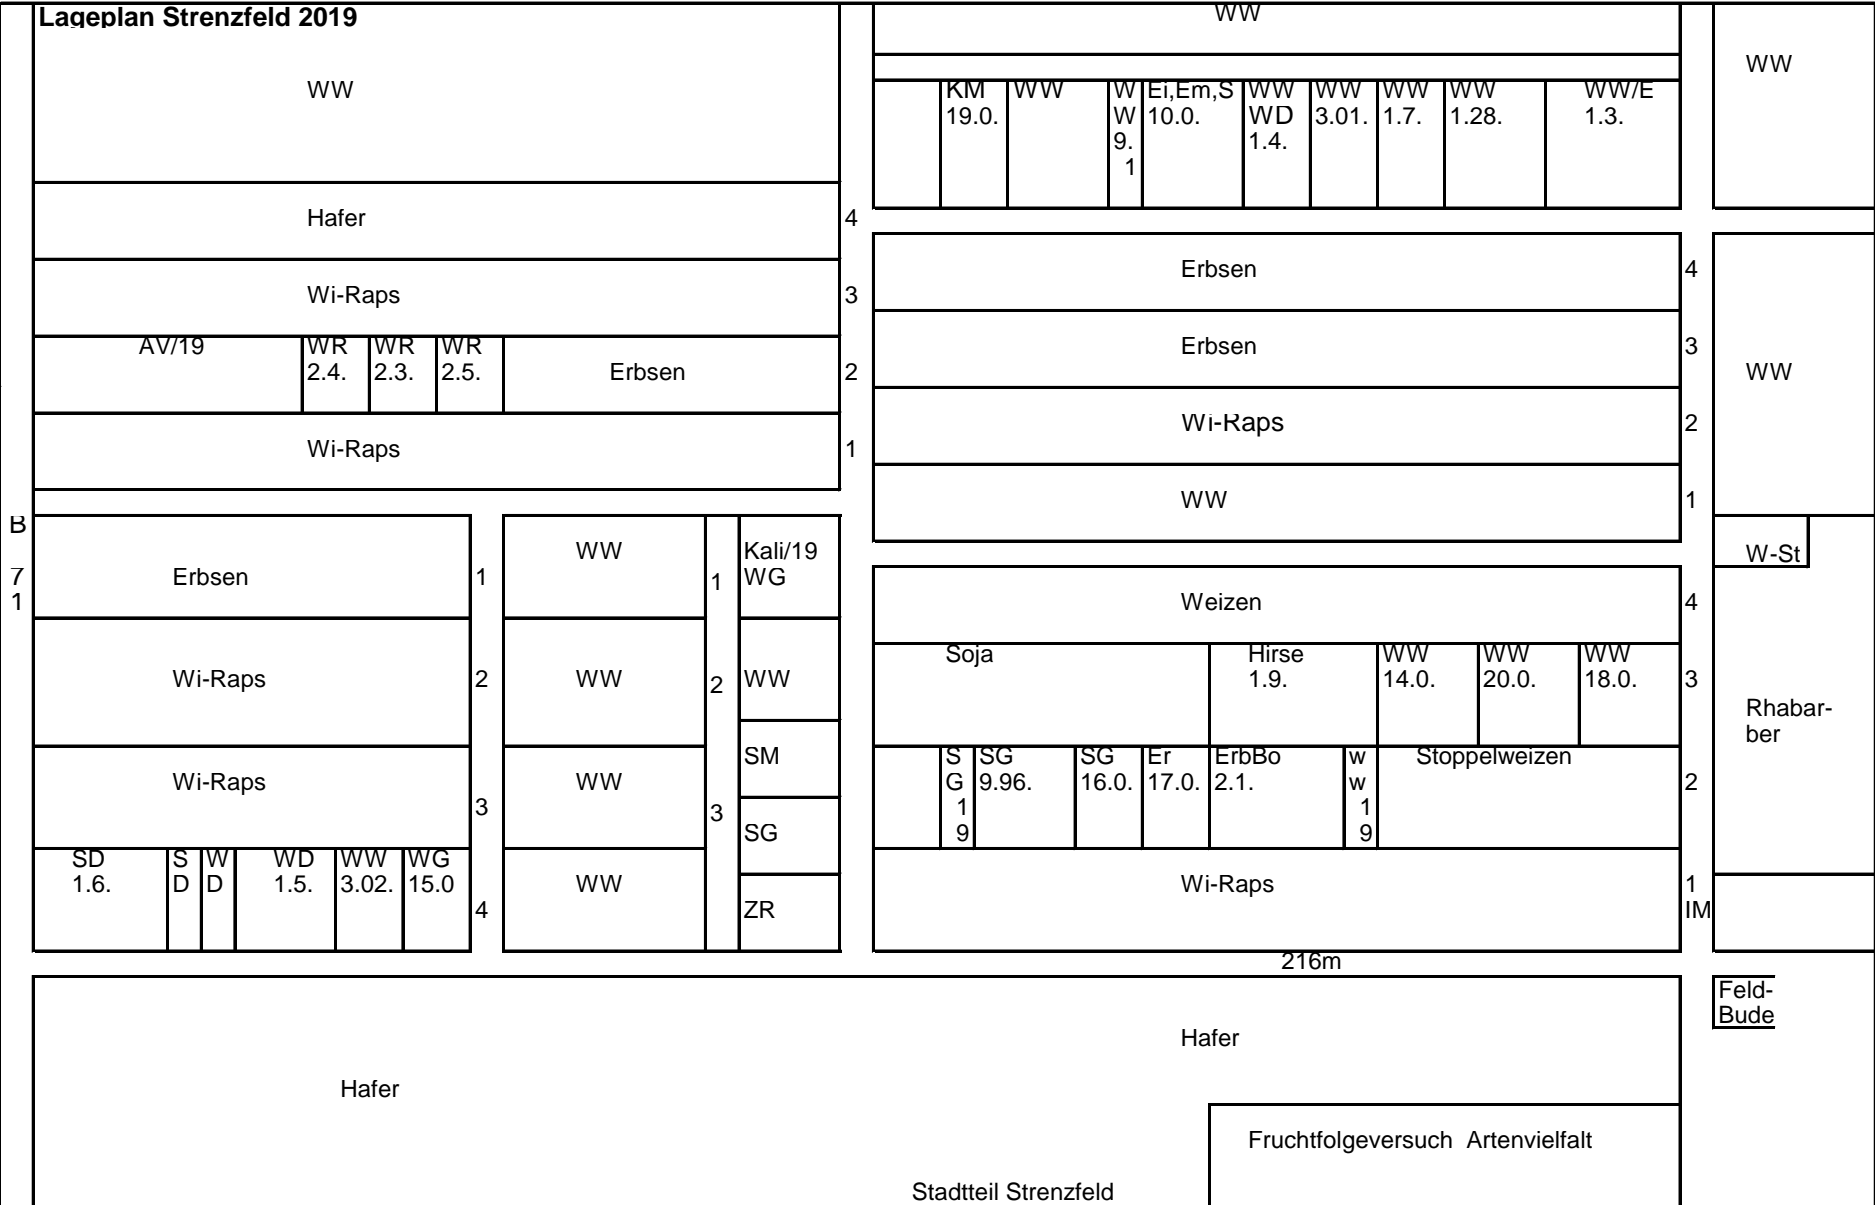 Lageplan Strenzfeld 2019
WW
WW
WW
KM
19.0.
WW
W
W
9.
1
Ei,Em,S
10.0.
WW
WD
1.4.
WW
3.01.
WW
1.7.
WW
1.28.
WW/E
1.3.
Hafer
4
Wi-Raps
3
AV/19
WR
2.4.
WR
2.3.
WR
2.5.
Erbsen
2
Wi-Raps
1
Erbsen
4
Erbsen
3
Wi-Raps
2
WW
1
WW
B
7
1
Erbsen
1
Wi-Raps
2
Wi-Raps
3
SD
1.6.
S
D
W
D
WD
1.5.
WW
3.02.
WG
15.0
4
WW
1
WW
2
WW
3
WW
Kali/19
WG
WW
SM
SG
ZR
Weizen
4
Soja
Hirse
1.9.
WW
14.0.
WW
20.0.
WW
18.0.
3
S
G
1
9
SG
9.96.
SG
16.0.
Er
17.0.
ErbBo
2.1.
w
w
1
9
Stoppelweizen
2
Wi-Raps
1
IM
W-St
Rhabar-
ber
216m
Feld-
Bude
Hafer
Hafer
Fruchtfolgeversuch Artenvielfalt
Stadtteil Strenzfeld